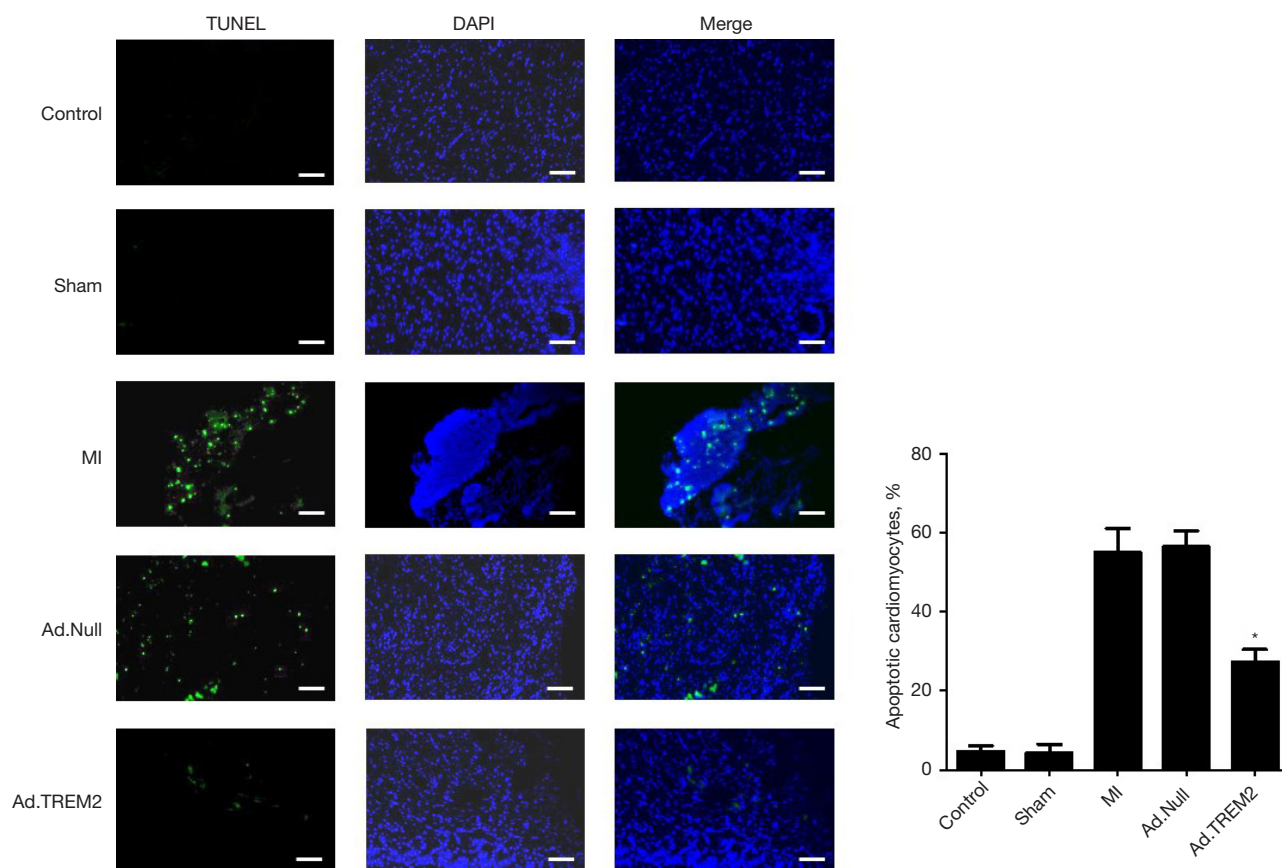 TUNEL DAPI Merge
Control
Sham
MI
Ad.Null
Ad.TREM2
Apoptotic cardiomyocytes, %
80
60
40
20
0
*
Control
Sham
MI
Ad.Null
Ad.TREM2